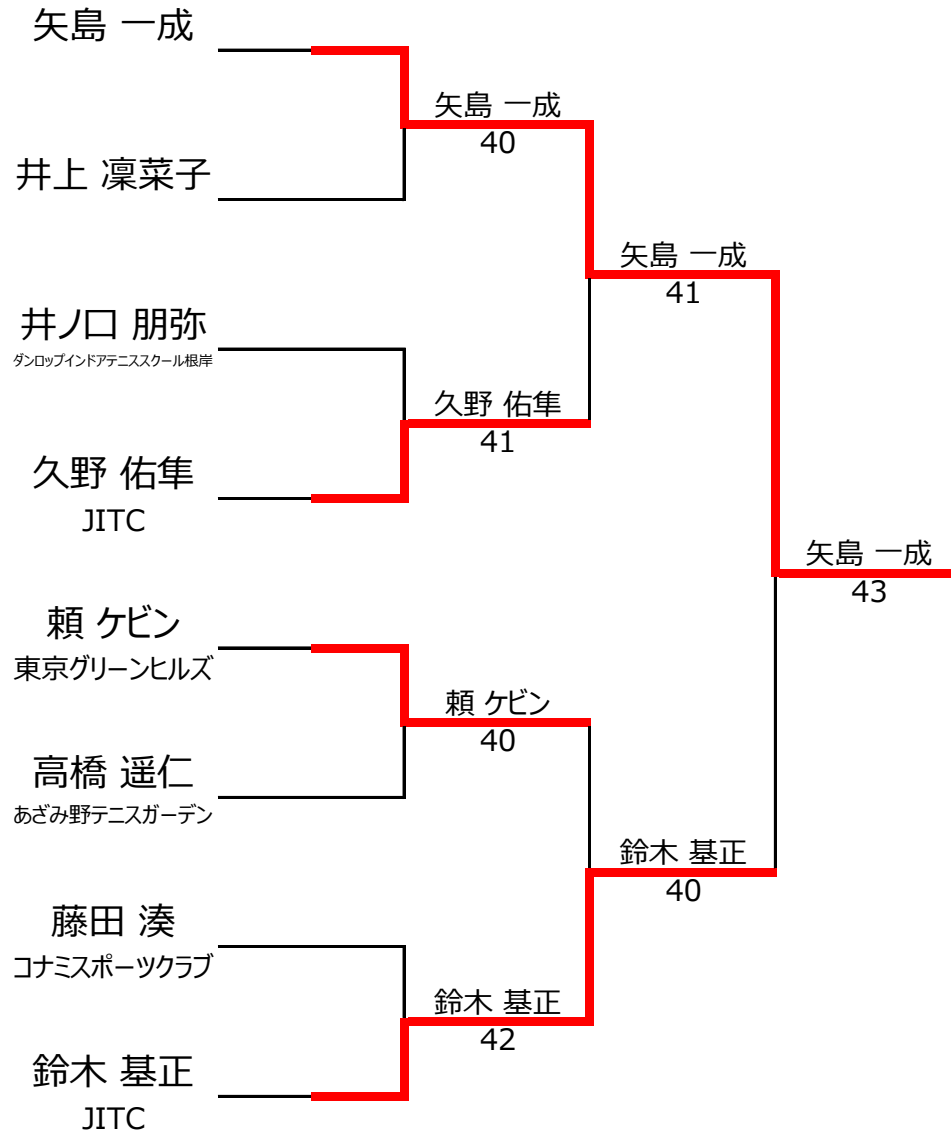 矢島 一成
井上 凜菜子
井ノ口 朋弥
ダンロップインドアテニススクール根岸
久野 佑隼
JITC
頼 ケビン
東京グリーンヒルズ
高橋 遥仁
あざみ野テニスガーデン
藤田 湊
コナミスポーツクラブ
鈴木 基正
JITC
矢島 一成
40
久野 佑隼
41
頼 ケビン
40
鈴木 基正
42
矢島 一成
41
鈴木 基正
40
矢島 一成
43